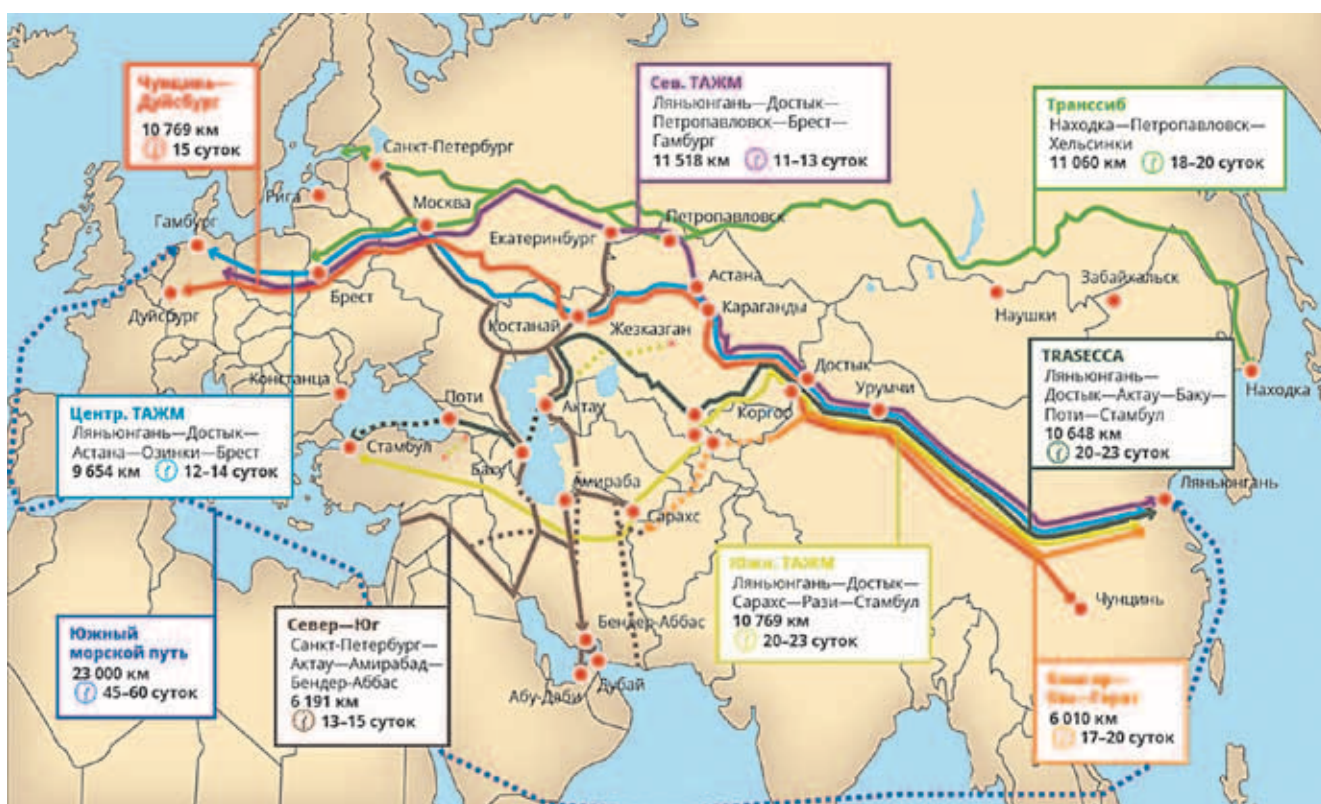 Чунцинь—
Дуйсбург
10 769 км
15 суток
Сев. ТАЖМ
Ляньюнгань—Достык—
Петропавловск—Брест—
Гамбург
11 518 км 11–13 суток
Транссиб
Находка—Петропавловск—
Хельсинки
11 060 км 18–20 суток
Санкт-Петербург
Рига
Москва
Гамбург
Екатеринбург
Петропавловск
Астана
Забайкальск
Наушки
Брест
Дуйсбург
Костанай
Жезказган
Караганды
Достык
Урумчи
Находка
TRASECCA
Ляньюнгань—
Достык—Актау—Баку—
Поти—Стамбул
10 648 км
20–23 суток
Констанца
Поти
Актау
Коргос
Центр. ТАЖМ
Ляньюнгань—Достык—
Астана—Озинки—Брест
9 654 км 12–14 суток
Стамбул
Баку
Амираба
Сарахс
Ляньюнгань
Южн. ТАЖМ
Ляньюнгань—Достык—
Сарахс—Рази—Стамбул
10 769 км
20–23 суток
Чунцинь
Южный
морской путь
23 000 км
45–60 суток
Север—Юг
Санкт-Петербург—
Актау—Амирабад—
Бендер-Аббас
6 191 км
13–15 суток
Бендер-Аббас
Дубай
Абу-Даби
6 010 км
17–20 суток